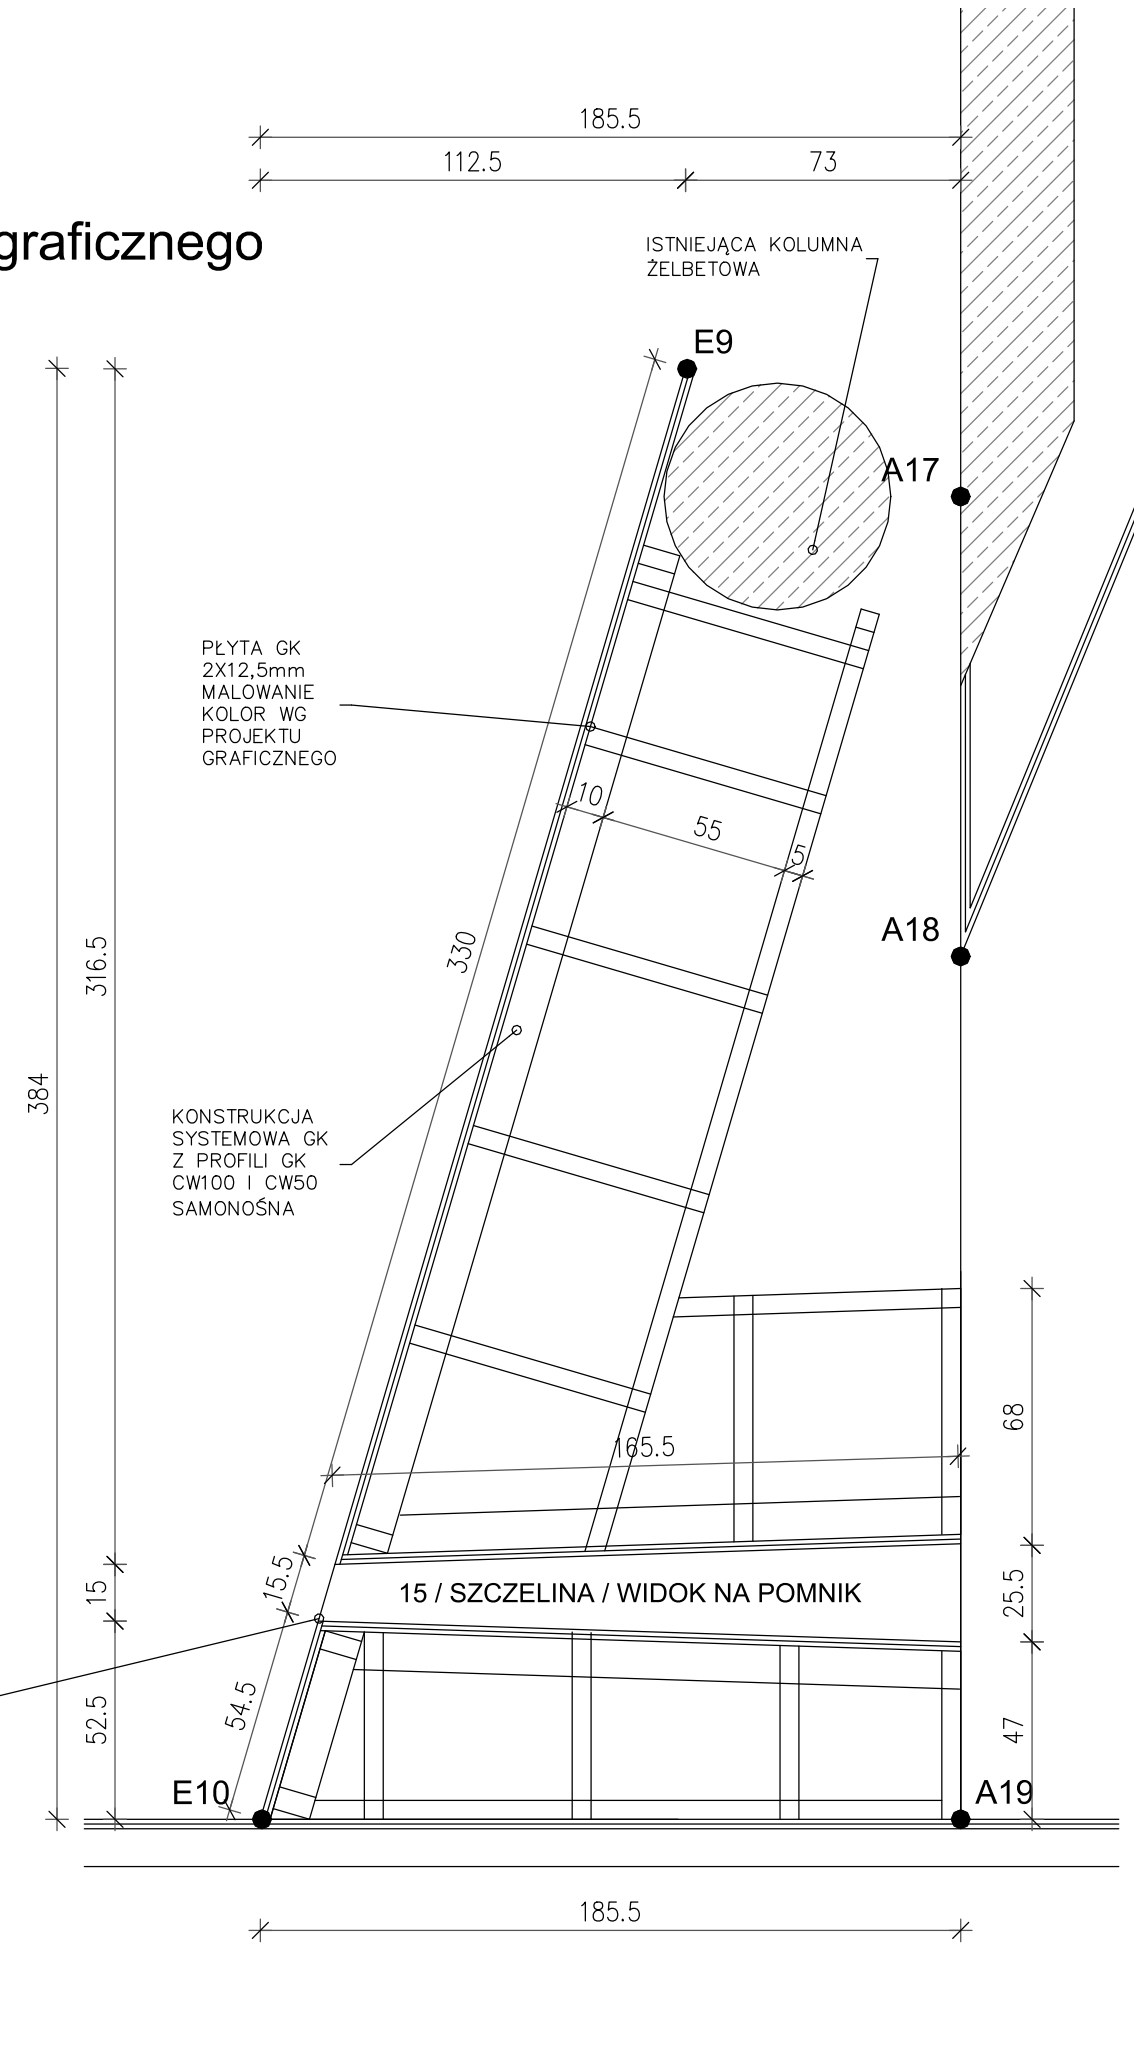 185.5
112.5
73
graficznego
ISTNIEJĄCA KOLUMNA
ŻELBETOWA
E9
A17
PŁYTA GK
2X12,5mm
MALOWANIE
KOLOR WG
PROJEKTU
GRAFICZNEGO
10
55
5
A18
330
316.5
384
KONSTRUKCJA
SYSTEMOWA GK
Z PROFILI GK
CW100 I CW50
SAMONOŚNA
68
165.5
15.5
15
15 / SZCZELINA / WIDOK NA POMNIK
25.5
54.5
52.5
47
E10
A19
185.5